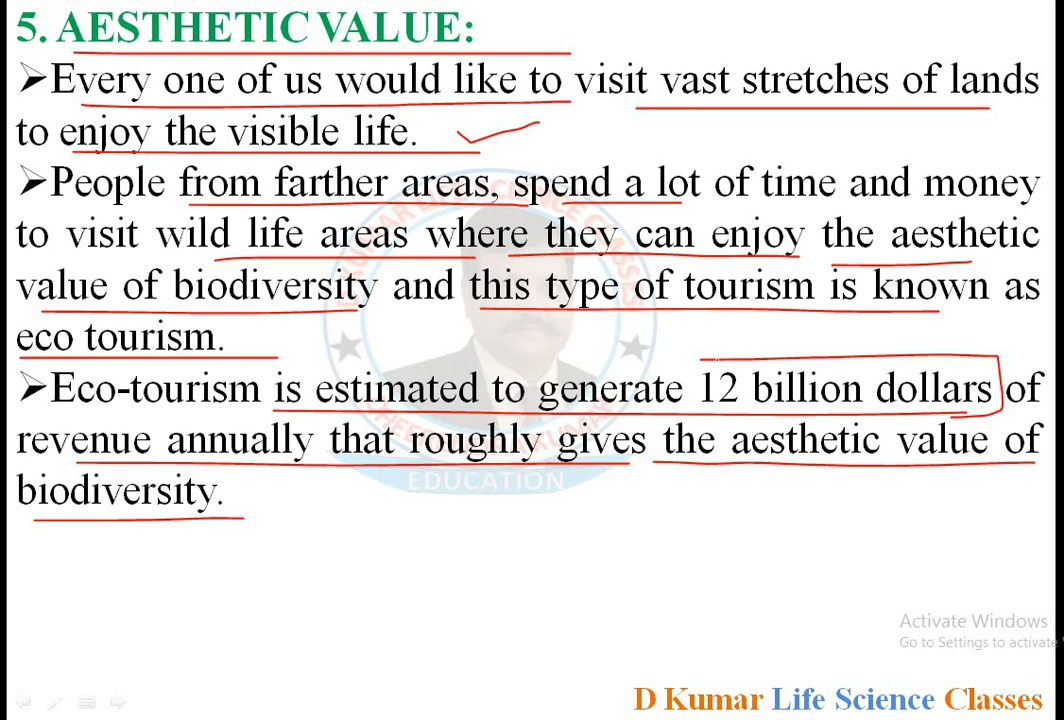 5. AESTHETIC VALUE:
➢Every one of us would like to visit vast stretches of lands
to enjoy the visible life.
➢People from farther areas, spend a lot of time and money
to visit wild life areas where they can enjoy the aesthetic
value of biodiversity and this type of tourism is known as
eco tourism.
➢Eco-tourism is estimated to generate 12 billion dollars of
revenue annually that roughly gives the aesthetic value of
biodiversity.
EDUCATION
Activate Windows
Go to Settings to activate
D Kumar Life Science Classes